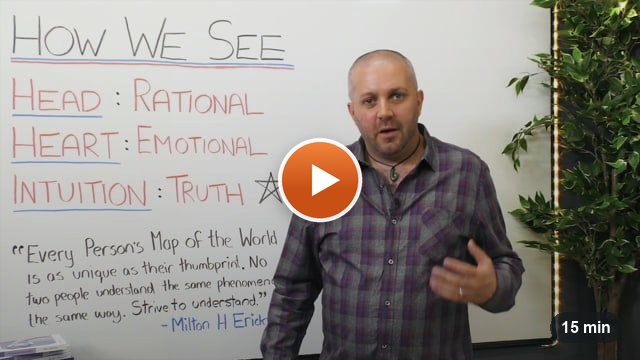 HOW WE SEE
HEAD : RATIONAL
HEART : EMOTIONAL
INTUITION : TRUTH
"EVERY PERSON'S MAP OF THE WORLD
IS AS UNIQUE AS THEIR THUMBPRINT. NO
TWO PEOPLE UNDERSTAND THE SAME PHENOMENO
THE SAME WAY. STRIVE TO UNDERSTAND."
- MILTON H ERICK
15 min